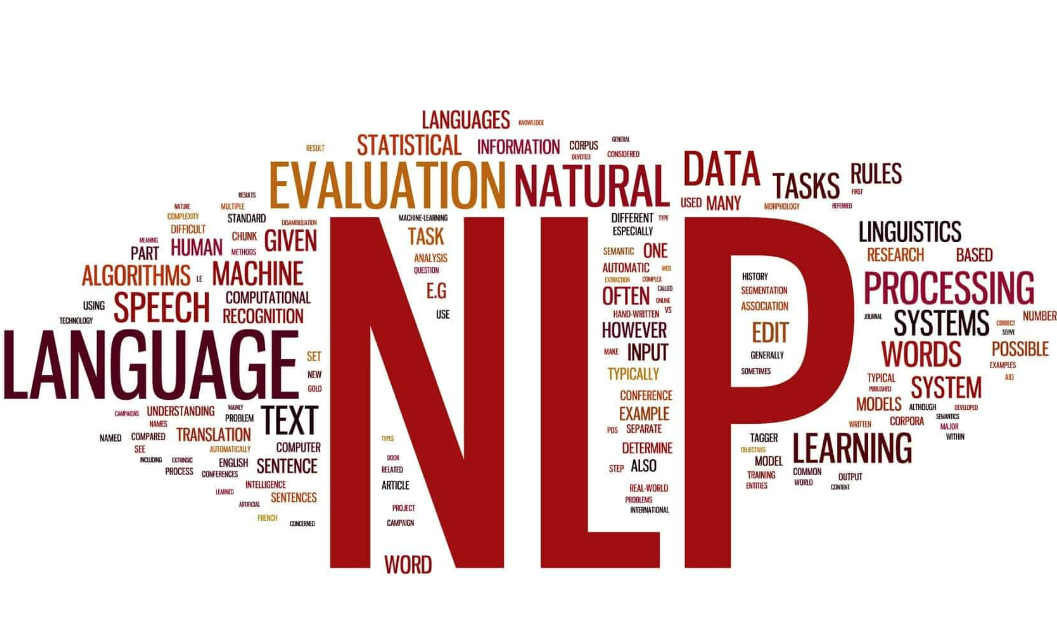 LANGUAGES KNOWLEDGE
GENERAL
RESULT STATISTICAL INFORMATION CORPUS
DEVOTED CONSIDERED
EVALUATION NATURAL DATA TASKS RULES
FIRST
RESULTS
NATURE MULTIPLE USED MANY MORPHOLOGY REFERRED
COMPLEXITY STANDARD DISAMBIGUATION MACHINE-LEARNING DIFFERENT TYPE
DIFFICULT CHUNK GIVEN TASK ESPECIALLY LINGUISTICS
MEANING HUMAN METHODS
PART ANALYSIS SEMANTIC ONE RESEARCH BASED
ALGORITHMS LE MACHINE QUESTION AUTOMATIC WEB
EXTRACTION COMPLEX HISTORY
USING SPEECH COMPUTATIONAL E.G OFTEN CALLED SEGMENTATION PROCESSING
ONLINE
RECOGNITION USE HAND-WRITTEN VS ASSOCIATION JOURNAL SYSTEMS NUMBER
TECHNOLOGY HOWEVER EDIT CORRECT
SERVE
LANGUAGE SET MAKE INPUT GENERALLY WORDS POSSIBLE
NEW TYPICALLY SOMETIMES EXAMPLES
GOLD TYPICAL AID
PUBLISHED SYSTEM
NLP
CONFERENCE
CAMPAIGNS UNDERSTANDING MAINLY TEXT EXAMPLE MODELS ALTHOUGH DEVELOPED
PROBLEM SEMANTICS
NAMES WRITTEN CORPORA MAJOR
NAMED COMPARED TRANSLATION TYPES POS SEPARATE TAGGER WITHIN
SEE AUTOMATICALLY COMPUTER DETERMINE OBJECTIVES LEARNING
INCLUDING EXTRINSIC ENGLISH SENTENCE DOOR STEP ALSO MODEL
PROCESS CONFERENCES RELATED TRAINING COMMON OUTPUT
LEARNED INTELLIGENCE ARTICLE REAL-WORLD ENTITIES WORLD CONTENT
SENTENCES PROBLEMS
ARTIFICIAL PROJECT INTERNATIONAL
FRENCH CONCERNED CAMPAIGN
WORD